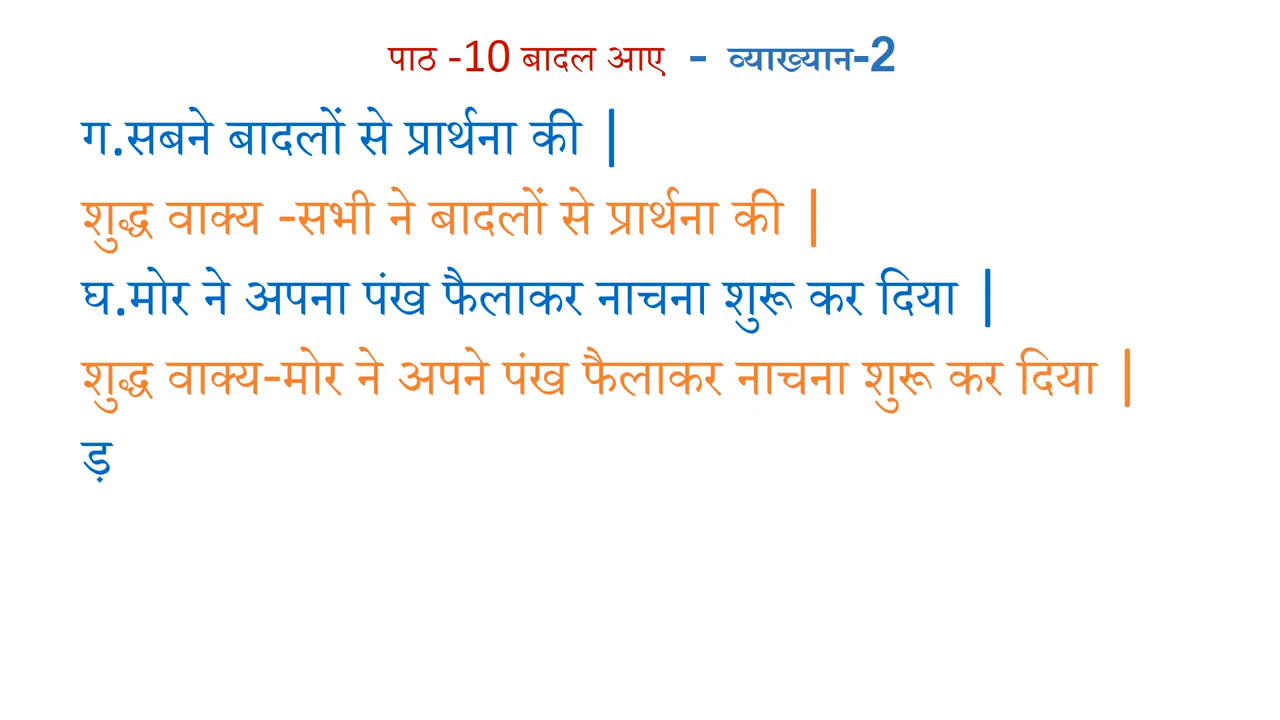 पाठ -10 बादल आए - व्याख्यान-2
ग.सबने बादलों से प्रार्थना की |
शुद्ध वाक्य -सभी ने बादलों से प्रार्थना की |
घ.मोर ने अपना पंख फैलाकर नाचना शुरू कर दिया |
शुद्ध वाक्य-मोर ने अपने पंख फैलाकर नाचना शुरू कर दिया |
ड़